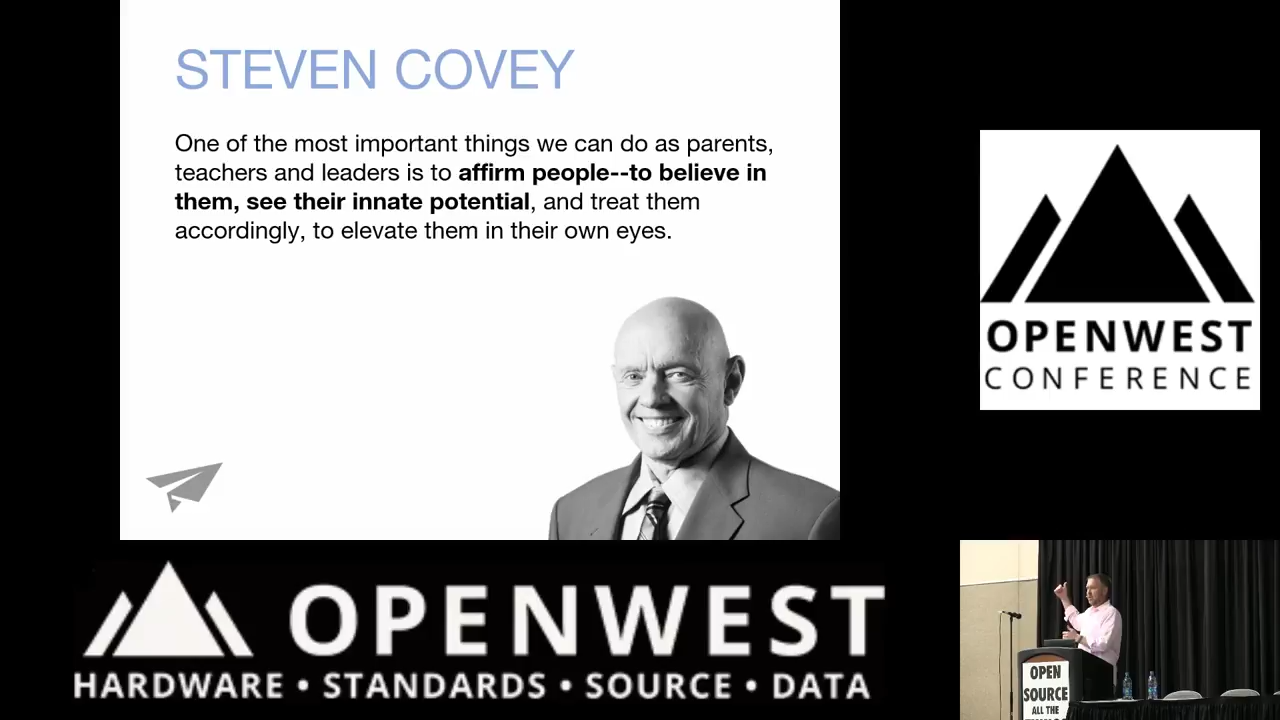 STEVEN COVEY
One of the most important things we can do as parents,
teachers and leaders is to affirm people--to believe in
them, see their innate potential, and treat them
accordingly, to elevate them in their own eyes.
OPENWEST
CONFERENCE
OPENWEST
HARDWARE • STANDARDS • SOURCE • DATA
OPEN
SOURCE
ALL THE